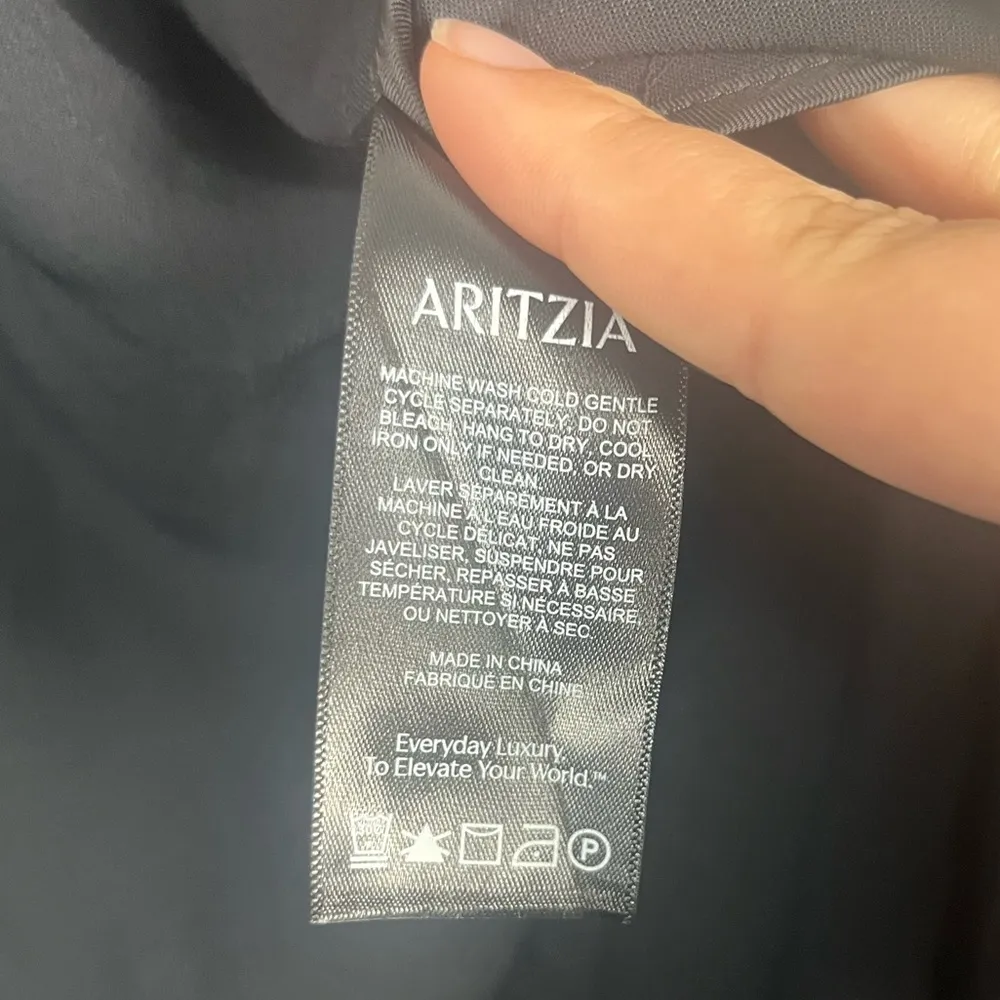 ARITZIA
MACHINE WASH COLD GENTLE
CYCLE SEPARATELY. DO NOT
BLEACH. HANG TO DRY. COOL
IRON ONLY IF NEEDED. OR DRY
CLEAN
LAVER SÉPARÉMENT À LA
MACHINE À L'EAU FROIDE AU
CYCLE DÉLICAT. NE PAS
JAVELISER. SUSPENDRE POUR
SÉCHER. REPASSER À BASSE
TEMPÉRATURE SI NÉCESSAIRE,
OU NETTOYER À SEC
MADE IN CHINA
FABRIQUÉ EN CHINE
Everyday Luxury.
To Elevate Your World.™
P